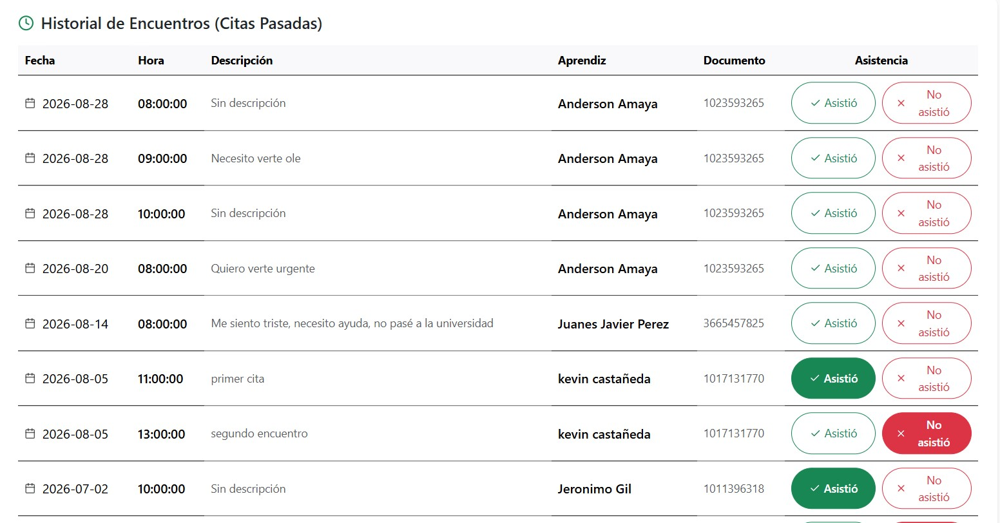 Historial de Encuentros (Citas Pasadas)
Fecha Hora Descripción Aprendiz Documento Asistencia
2026-08-28 08:00:00 Sin descripción Anderson Amaya 1023593265 Asistió No asistió
2026-08-28 09:00:00 Necesito verte ole Anderson Amaya 1023593265 Asistió No asistió
2026-08-28 10:00:00 Sin descripción Anderson Amaya 1023593265 Asistió No asistió
2026-08-20 08:00:00 Quiero verte urgente Anderson Amaya 1023593265 Asistió No asistió
2026-08-14 08:00:00 Me siento triste, necesito ayuda, no pasé a la universidad Juanes Javier Perez 3665457825 Asistió No asistió
2026-08-05 11:00:00 primer cita kevin castañeda 1017131770 Asistió No asistió
2026-08-05 13:00:00 segundo encuentro kevin castañeda 1017131770 Asistió No asistió
2026-07-02 10:00:00 Sin descripción Jeronimo Gil 1011396318 Asistió No asistió